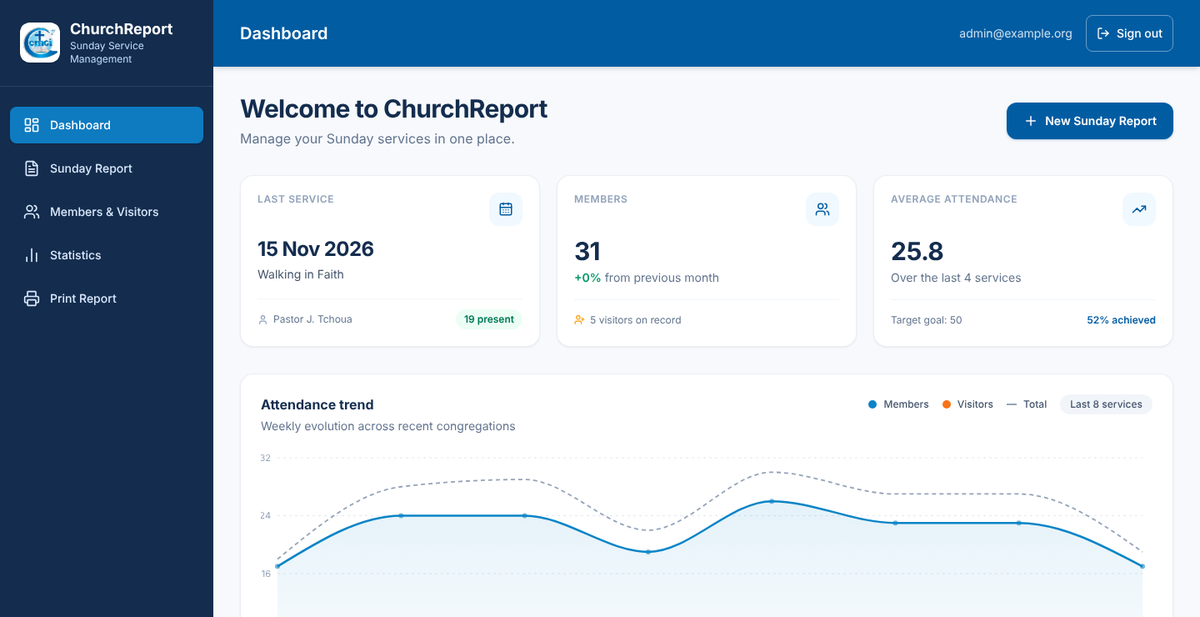 ChurchReport
Sunday Service
Management
Dashboard
Sunday Report
Members & Visitors
Statistics
Print Report
Dashboard
admin@example.org
Sign out
Welcome to ChurchReport
Manage your Sunday services in one place.
New Sunday Report
LAST SERVICE
15 Nov 2026
Walking in Faith
Pastor J. Tchoua
19 present
MEMBERS
31
+0% from previous month
5 visitors on record
AVERAGE ATTENDANCE
25.8
Over the last 4 services
Target goal: 50
52% achieved
Attendance trend
Weekly evolution across recent congregations
Members
Visitors
Total
Last 8 services
32
24
16